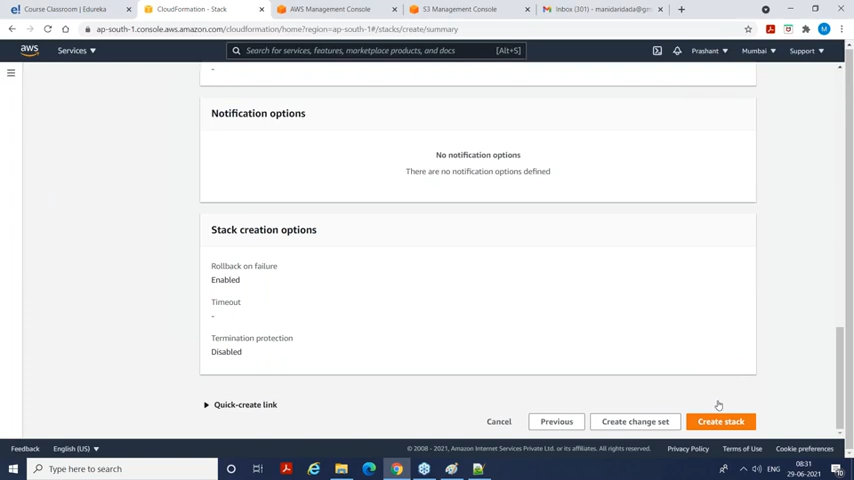 Course Classroom | Edureka
CloudFormation - Stack
AWS Management Console
S3 Management Console
Inbox (301) - manidaridada@gm
ap-south-1.console.aws.amazon.com/cloudformation/home?region=ap-south-1#/stacks/create/summary
aws
Services
Search for services, features, marketplace products, and docs
[Alt+S]
Prashant
Mumbai
Support
-
Notification options
No notification options
There are no notification options defined
Stack creation options
Rollback on failure
Enabled
Timeout
-
Termination protection
Disabled
Quick-create link
Cancel
Previous
Create change set
Create stack
Feedback
English (US)
© 2008 - 2021, Amazon Internet Services Private Ltd. or its affiliates. All rights reserved.
Privacy Policy
Terms of Use
Cookie preferences
Type here to search
ENG
08:31
29-06-2021
10